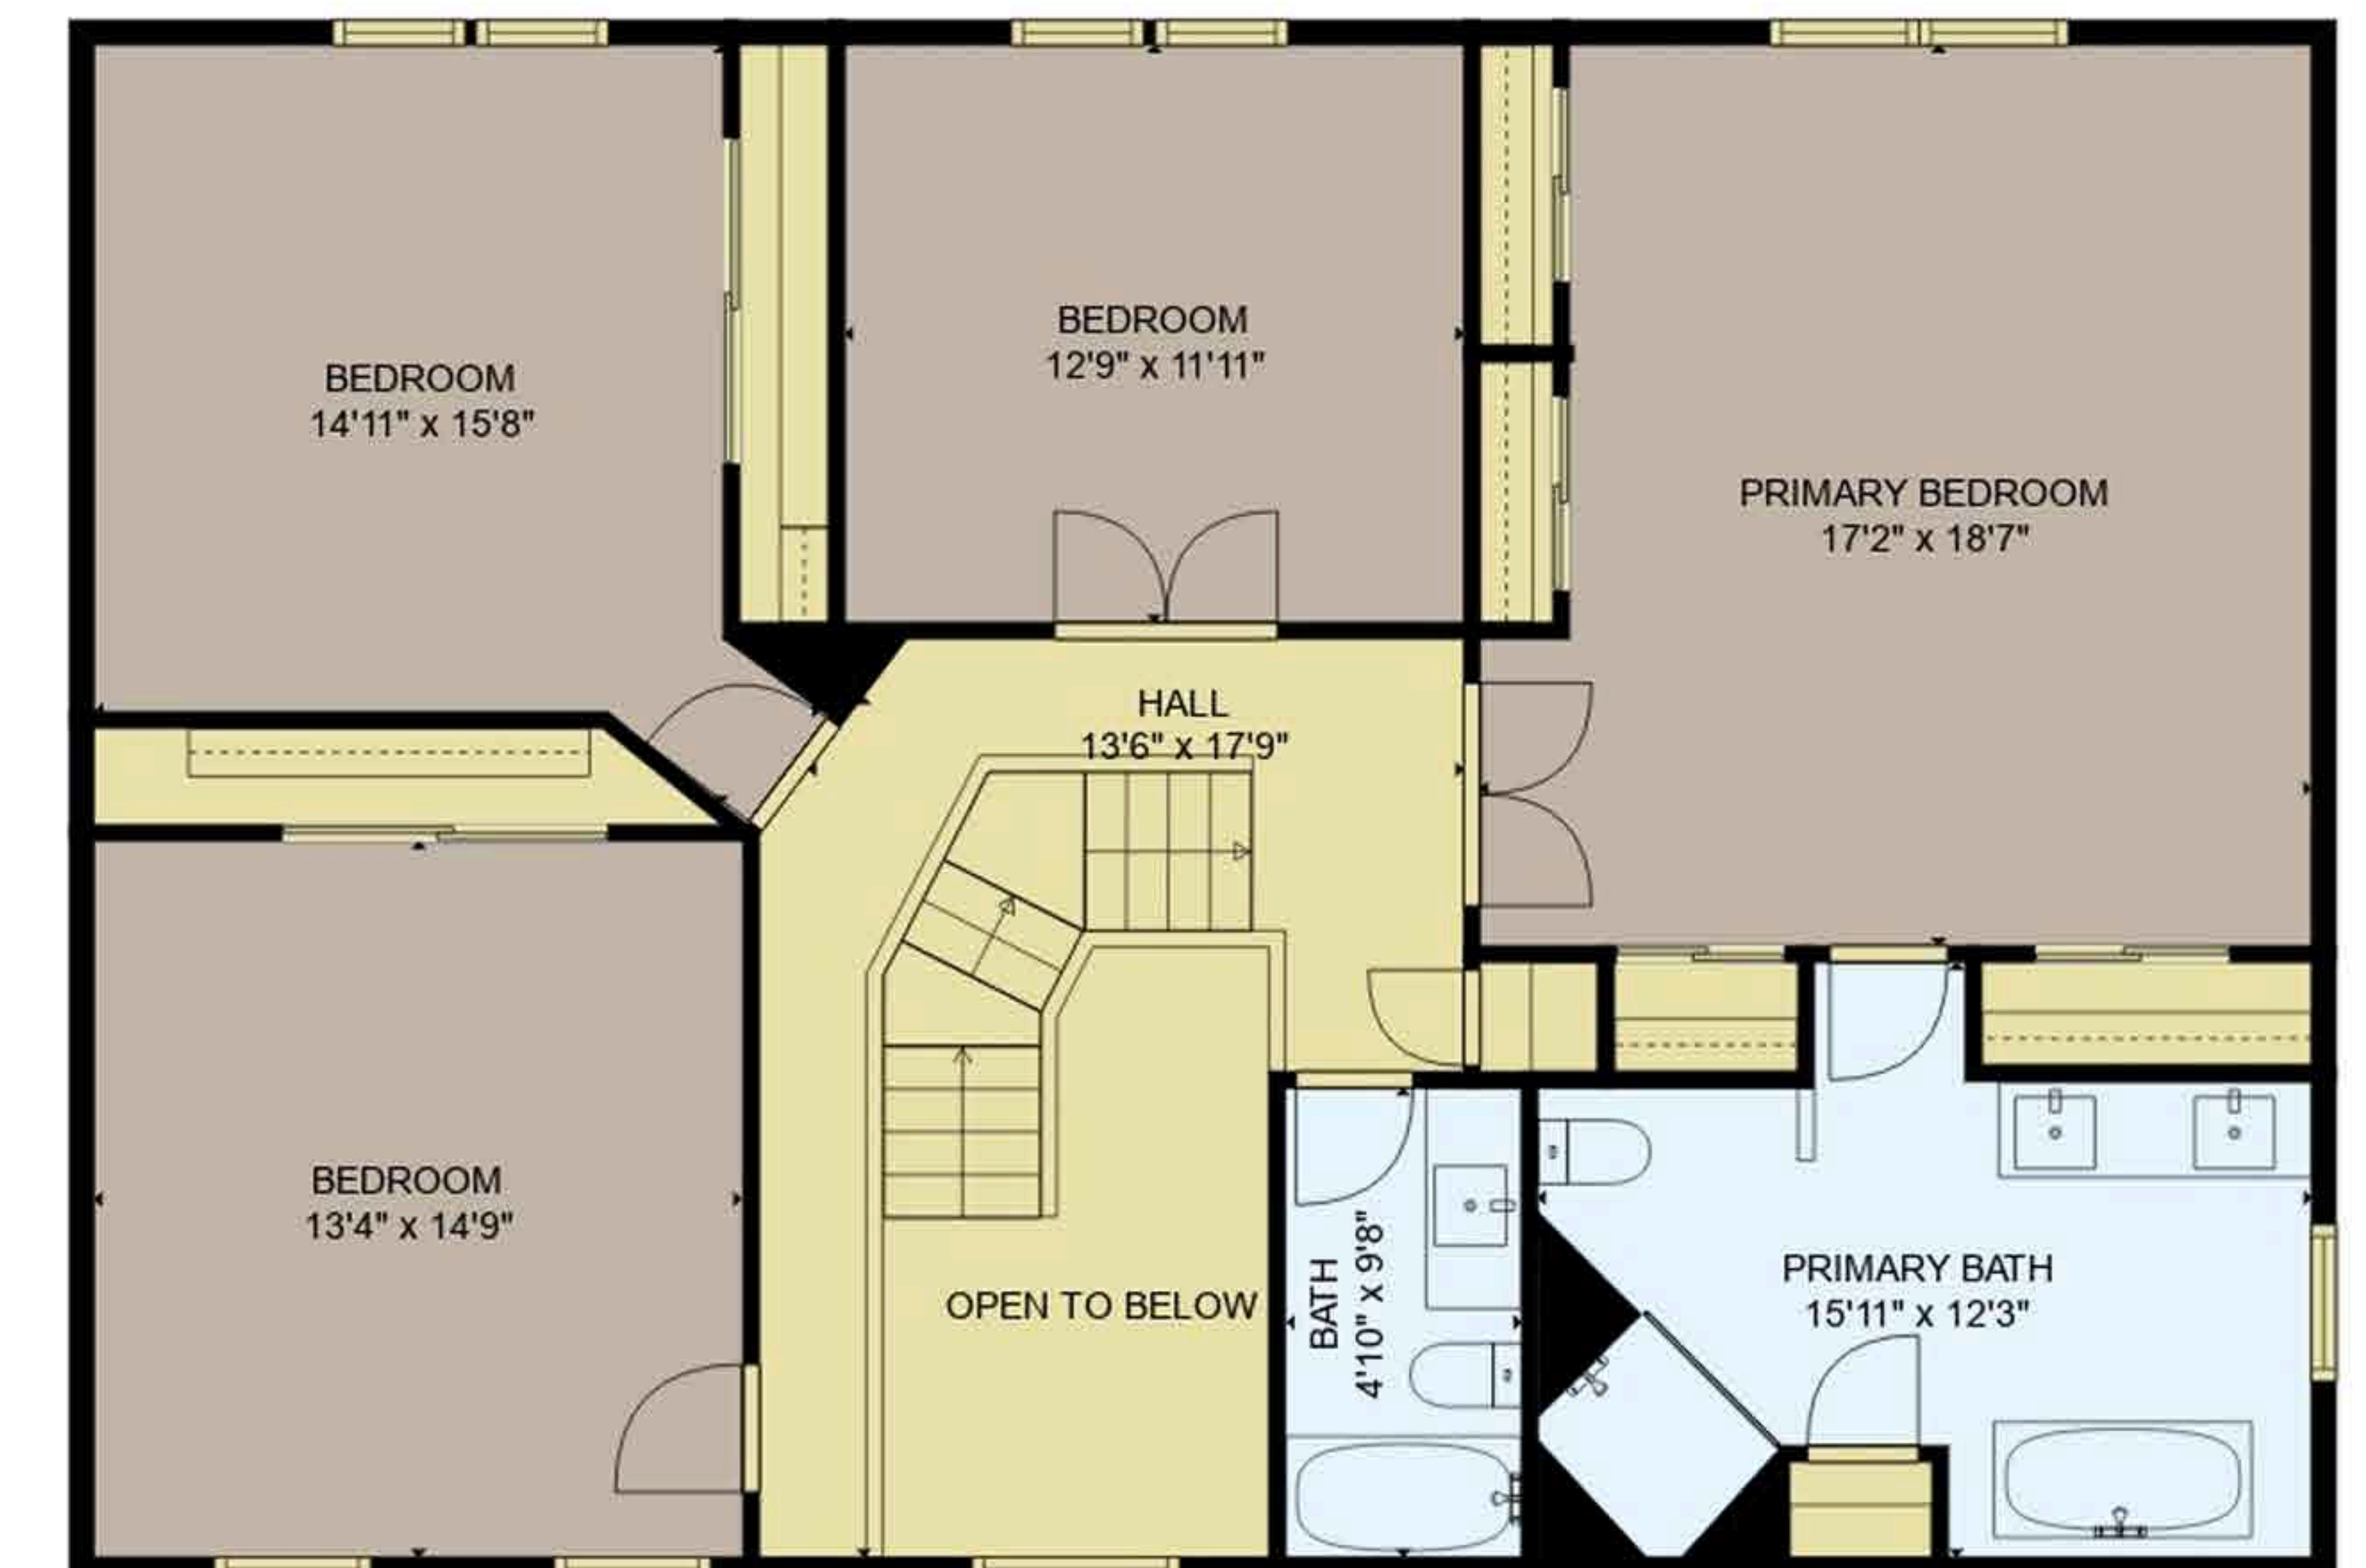 BEDROOM
14'11" x 15'8"
BEDROOM
12'9" x 11'11"
PRIMARY BEDROOM
17'2" x 18'7"
HALL
13'6" x 17'9"
BEDROOM
13'4" x 14'9"
OPEN TO BELOW
BATH
4'10" x 9'8"
PRIMARY BATH
15'11" x 12'3"